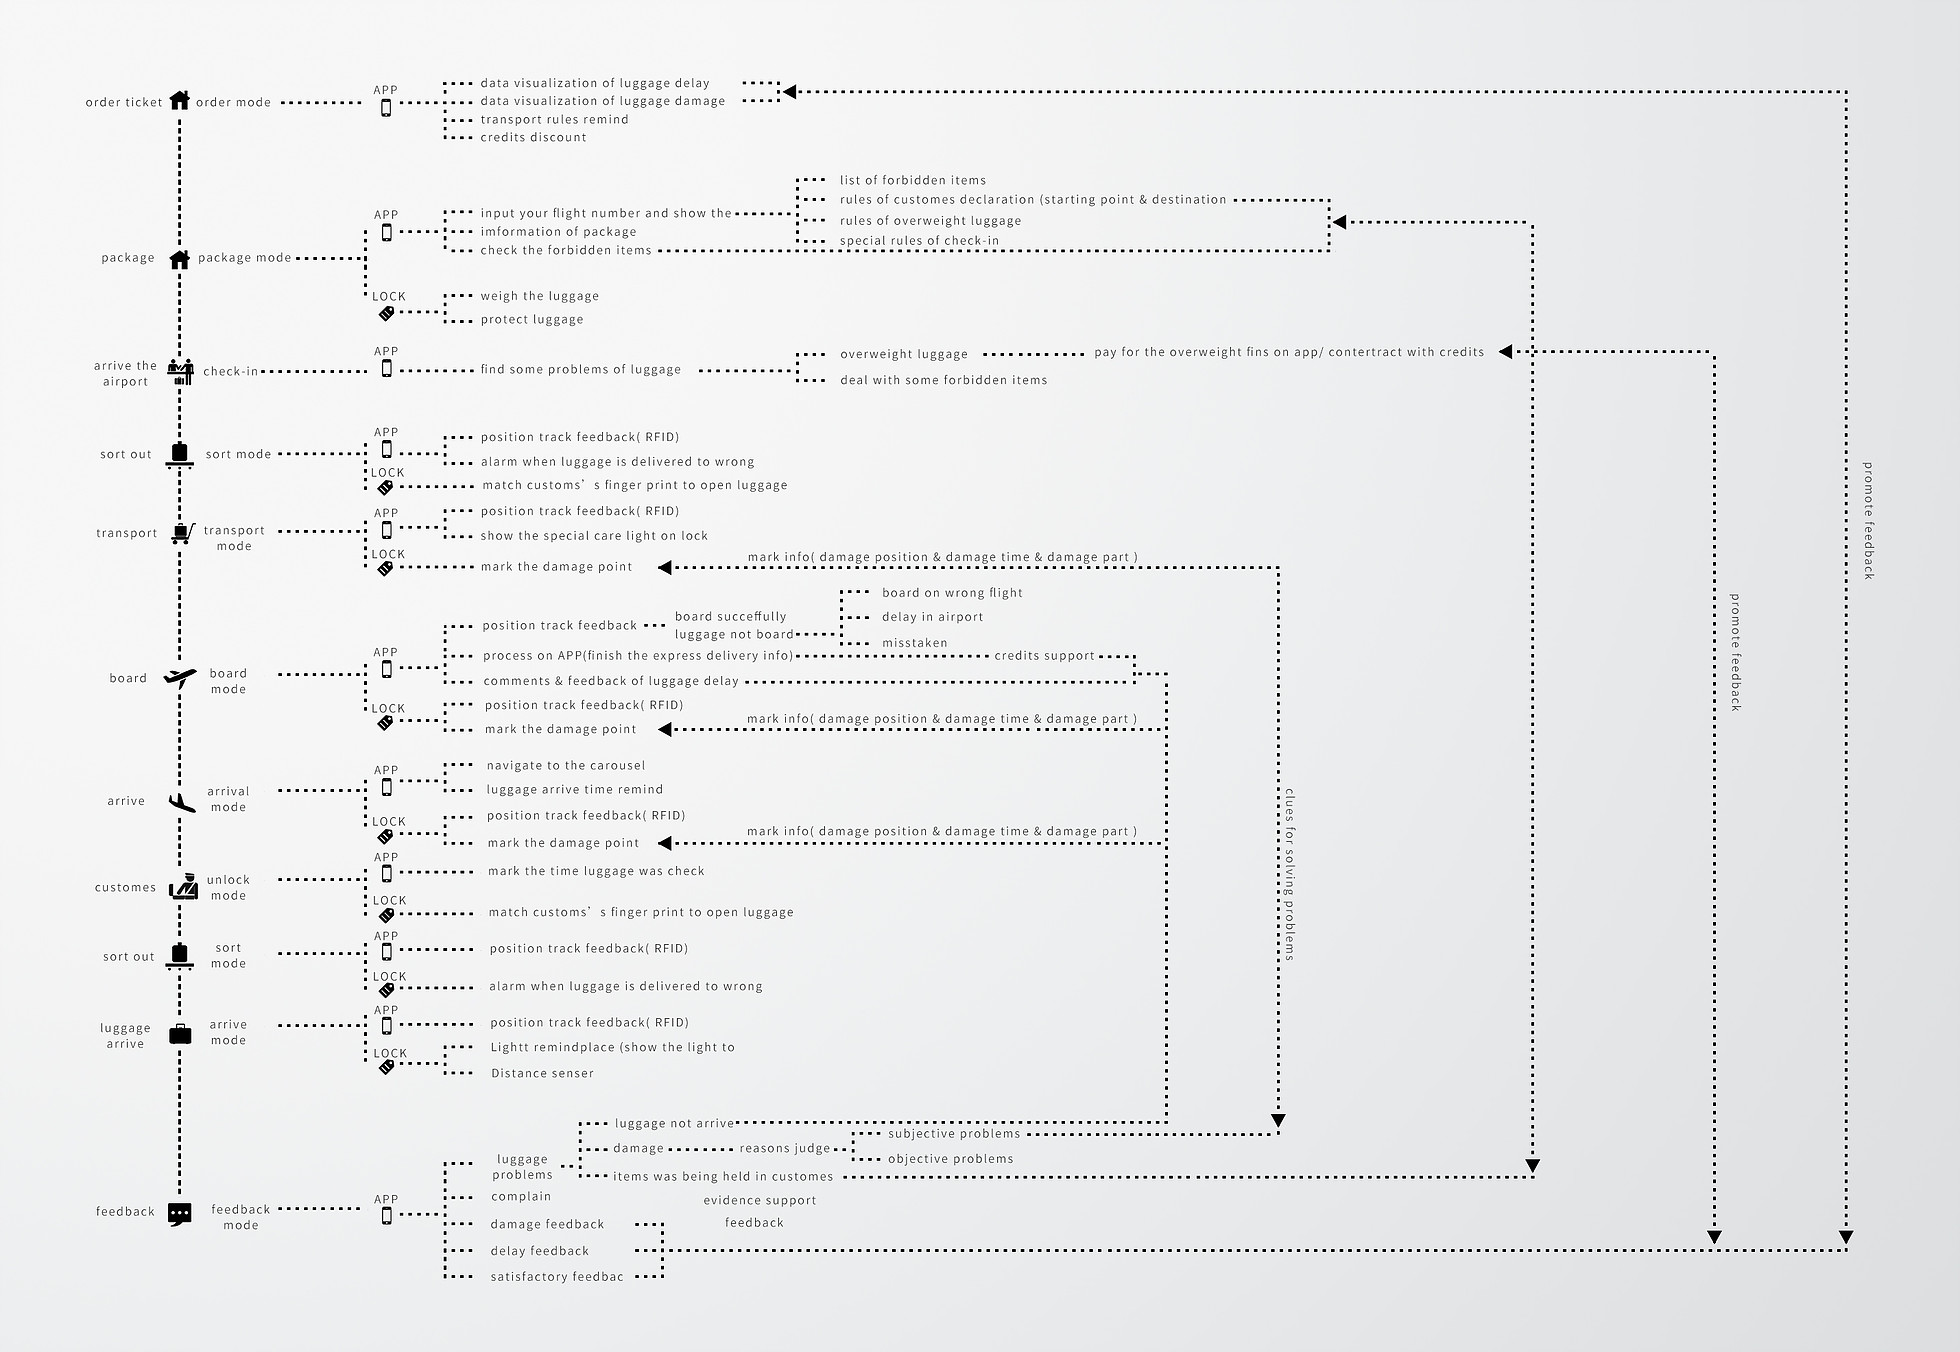 order ticket
order mode
APP
data visualization of luggage delay
data visualization of luggage damage
transport rules remind
credits discount
package
package mode
APP
input your flight number and show the
imformation of package
check the forbidden items
list of forbidden items
rules of customes declaration (starting point & destination
rules of overweight luggage
special rules of check-in
LOCK
weigh the luggage
protect luggage
arrive the
airport
check-in
APP
find some problems of luggage
overweight luggage
pay for the overweight fins on app/ contertract with credits
deal with some forbidden items
sort out
sort mode
APP
position track feedback( RFID)
alarm when luggage is delivered to wrong
LOCK
match customs’ s finger print to open luggage
transport
transport
mode
APP
position track feedback( RFID)
show the special care light on lock
LOCK
mark the damage point
mark info( damage position & damage time & damage part )
board
board
mode
APP
position track feedback
board succeffully
luggage not board
board on wrong flight
delay in airport
misstaken
process on APP(finish the express delivery info)
credits support
comments & feedback of luggage delay
LOCK
position track feedback( RFID)
mark the damage point
mark info( damage position & damage time & damage part )
arrive
arrival
mode
APP
navigate to the carousel
luggage arrive time remind
LOCK
position track feedback( RFID)
mark the damage point
mark info( damage position & damage time & damage part )
customes
unlock
mode
APP
mark the time luggage was check
LOCK
match customs’ s finger print to open luggage
sort out
sort
mode
APP
position track feedback( RFID)
LOCK
alarm when luggage is delivered to wrong
luggage
arrive
arrive
mode
APP
position track feedback( RFID)
LOCK
Lightt remindplace (show the light to
Distance senser
feedback
feedback
mode
APP
luggage
problems
luggage not arrive
damage
reasons judge
subjective problems
objective problems
items was being held in customes
complain
evidence support
feedback
damage feedback
delay feedback
satisfactory feedbac
clues for solving problems
promote feedback
promote feedback